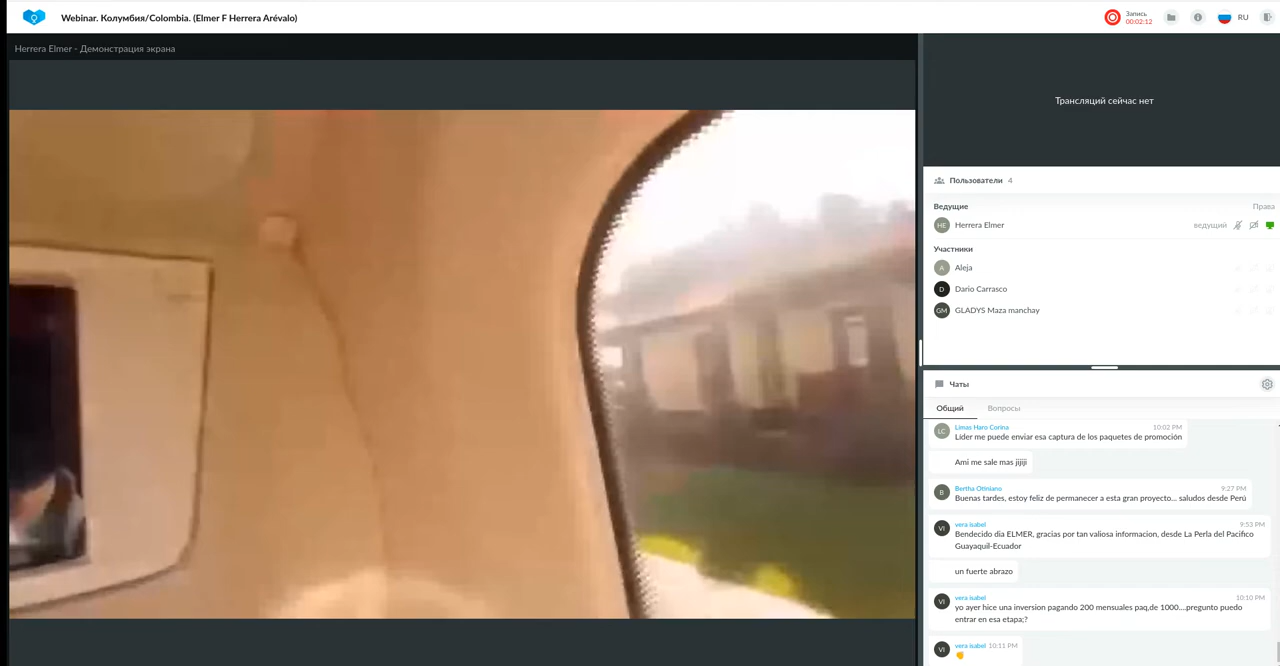 Webinar. Колумбия/Colombia. (Elmer F Herrera Arévalo)
Запись
00:02:12
RU
Herrera Elmer - Демонстрация экрана
Трансляций сейчас нет
Пользователи 4
Ведущие Права
HE Herrera Elmer ведущий
Участники
A Aleja
D Dario Carrasco
GM GLADYS Maza manchay
Чаты
Общий Вопросы
LC Limas Haro Corina 10:02 PM
Líder me puede enviar esa captura de los paquetes de promoción
Ami me sale mas jijiji
B Bertha Otiniano 9:27 PM
Buenas tardes, estoy feliz de permanecer a esta gran proyecto... saludos desde Perú
VI vera isabel 9:53 PM
Bendecido dia ELMER, gracias por tan valiosa informacion, desde La Perla del Pacifico
Guayaquil-Ecuador
un fuerte abrazo
VI vera isabel 10:10 PM
yo ayer hice una inversion pagando 200 mensuales paq,de 1000....pregunto puedo
entrar en esa etapa;?
VI vera isabel 10:11 PM
👊